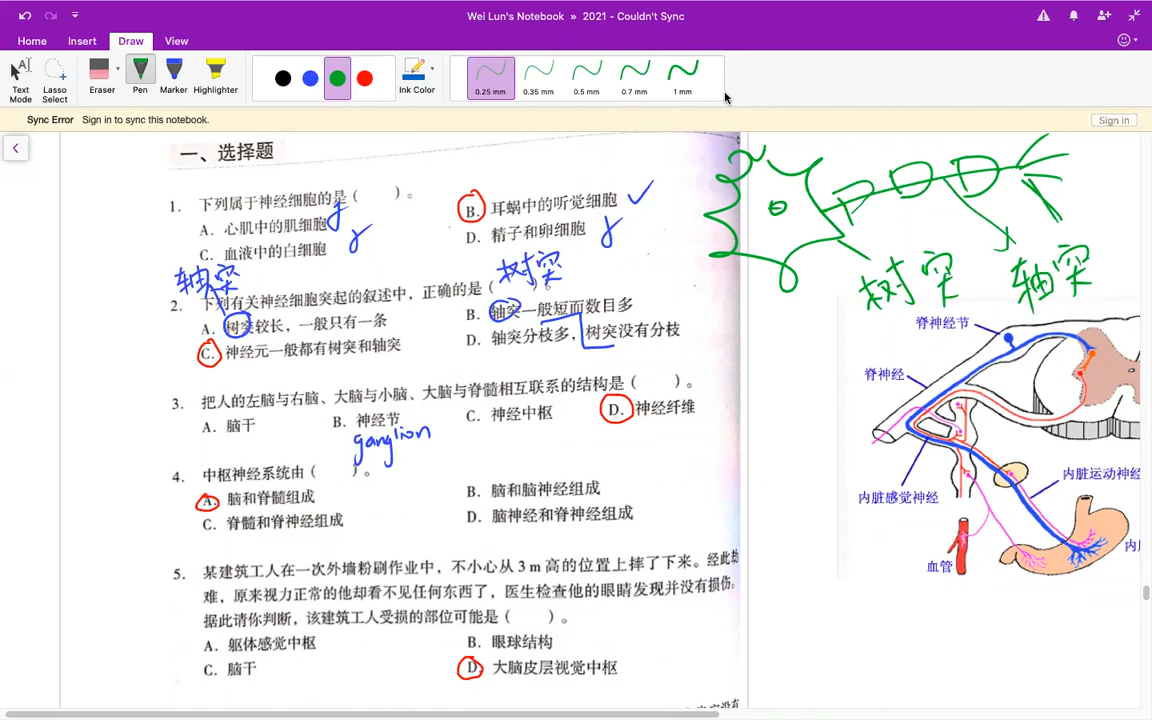 Wei Lun's Notebook » 2021 - Couldn't Sync
Home Insert Draw View
Text Mode
Lasso Select
Eraser
Pen
Marker
Highlighter
Ink Color
0.25 mm
0.35 mm
0.5 mm
0.7 mm
1 mm
Sync Error Sign in to sync this notebook.
Sign in
一、选择题
1. 下列属于神经细胞的是( )。
A. 心肌中的肌细胞
B. 耳蜗中的听觉细胞
C. 血液中的白细胞
D. 精子和卵细胞
轴突
树突
2. 下列有关神经细胞突起的叙述中，正确的是( )。
A. 树突较长，一般只有一条
B. 轴突一般短而数目多
C. 神经元一般都有树突和轴突
D. 轴突分枝多，树突没有分枝
3. 把人的左脑与右脑、大脑与小脑、大脑与脊髓相互联系的结构是( )。
A. 脑干
B. 神经节
C. 神经中枢
D. 神经纤维
ganglion
4. 中枢神经系统由( )。
A. 脑和脊髓组成
B. 脑和脑神经组成
C. 脊髓和脊神经组成
D. 脑神经和脊神经组成
5. 某建筑工人在一次外墙粉刷作业中，不小心从 3 m 高的位置上摔了下来。经此劫
难，原来视力正常的他却看不见任何东西了，医生检查他的眼睛发现并没有损伤。
据此请你判断，该建筑工人受损的部位可能是( )。
A. 躯体感觉中枢
B. 眼球结构
C. 脑干
D. 大脑皮层视觉中枢
树突
轴突
脊神经节
脊神经
内脏感觉神经
内脏运动神经
血管
内